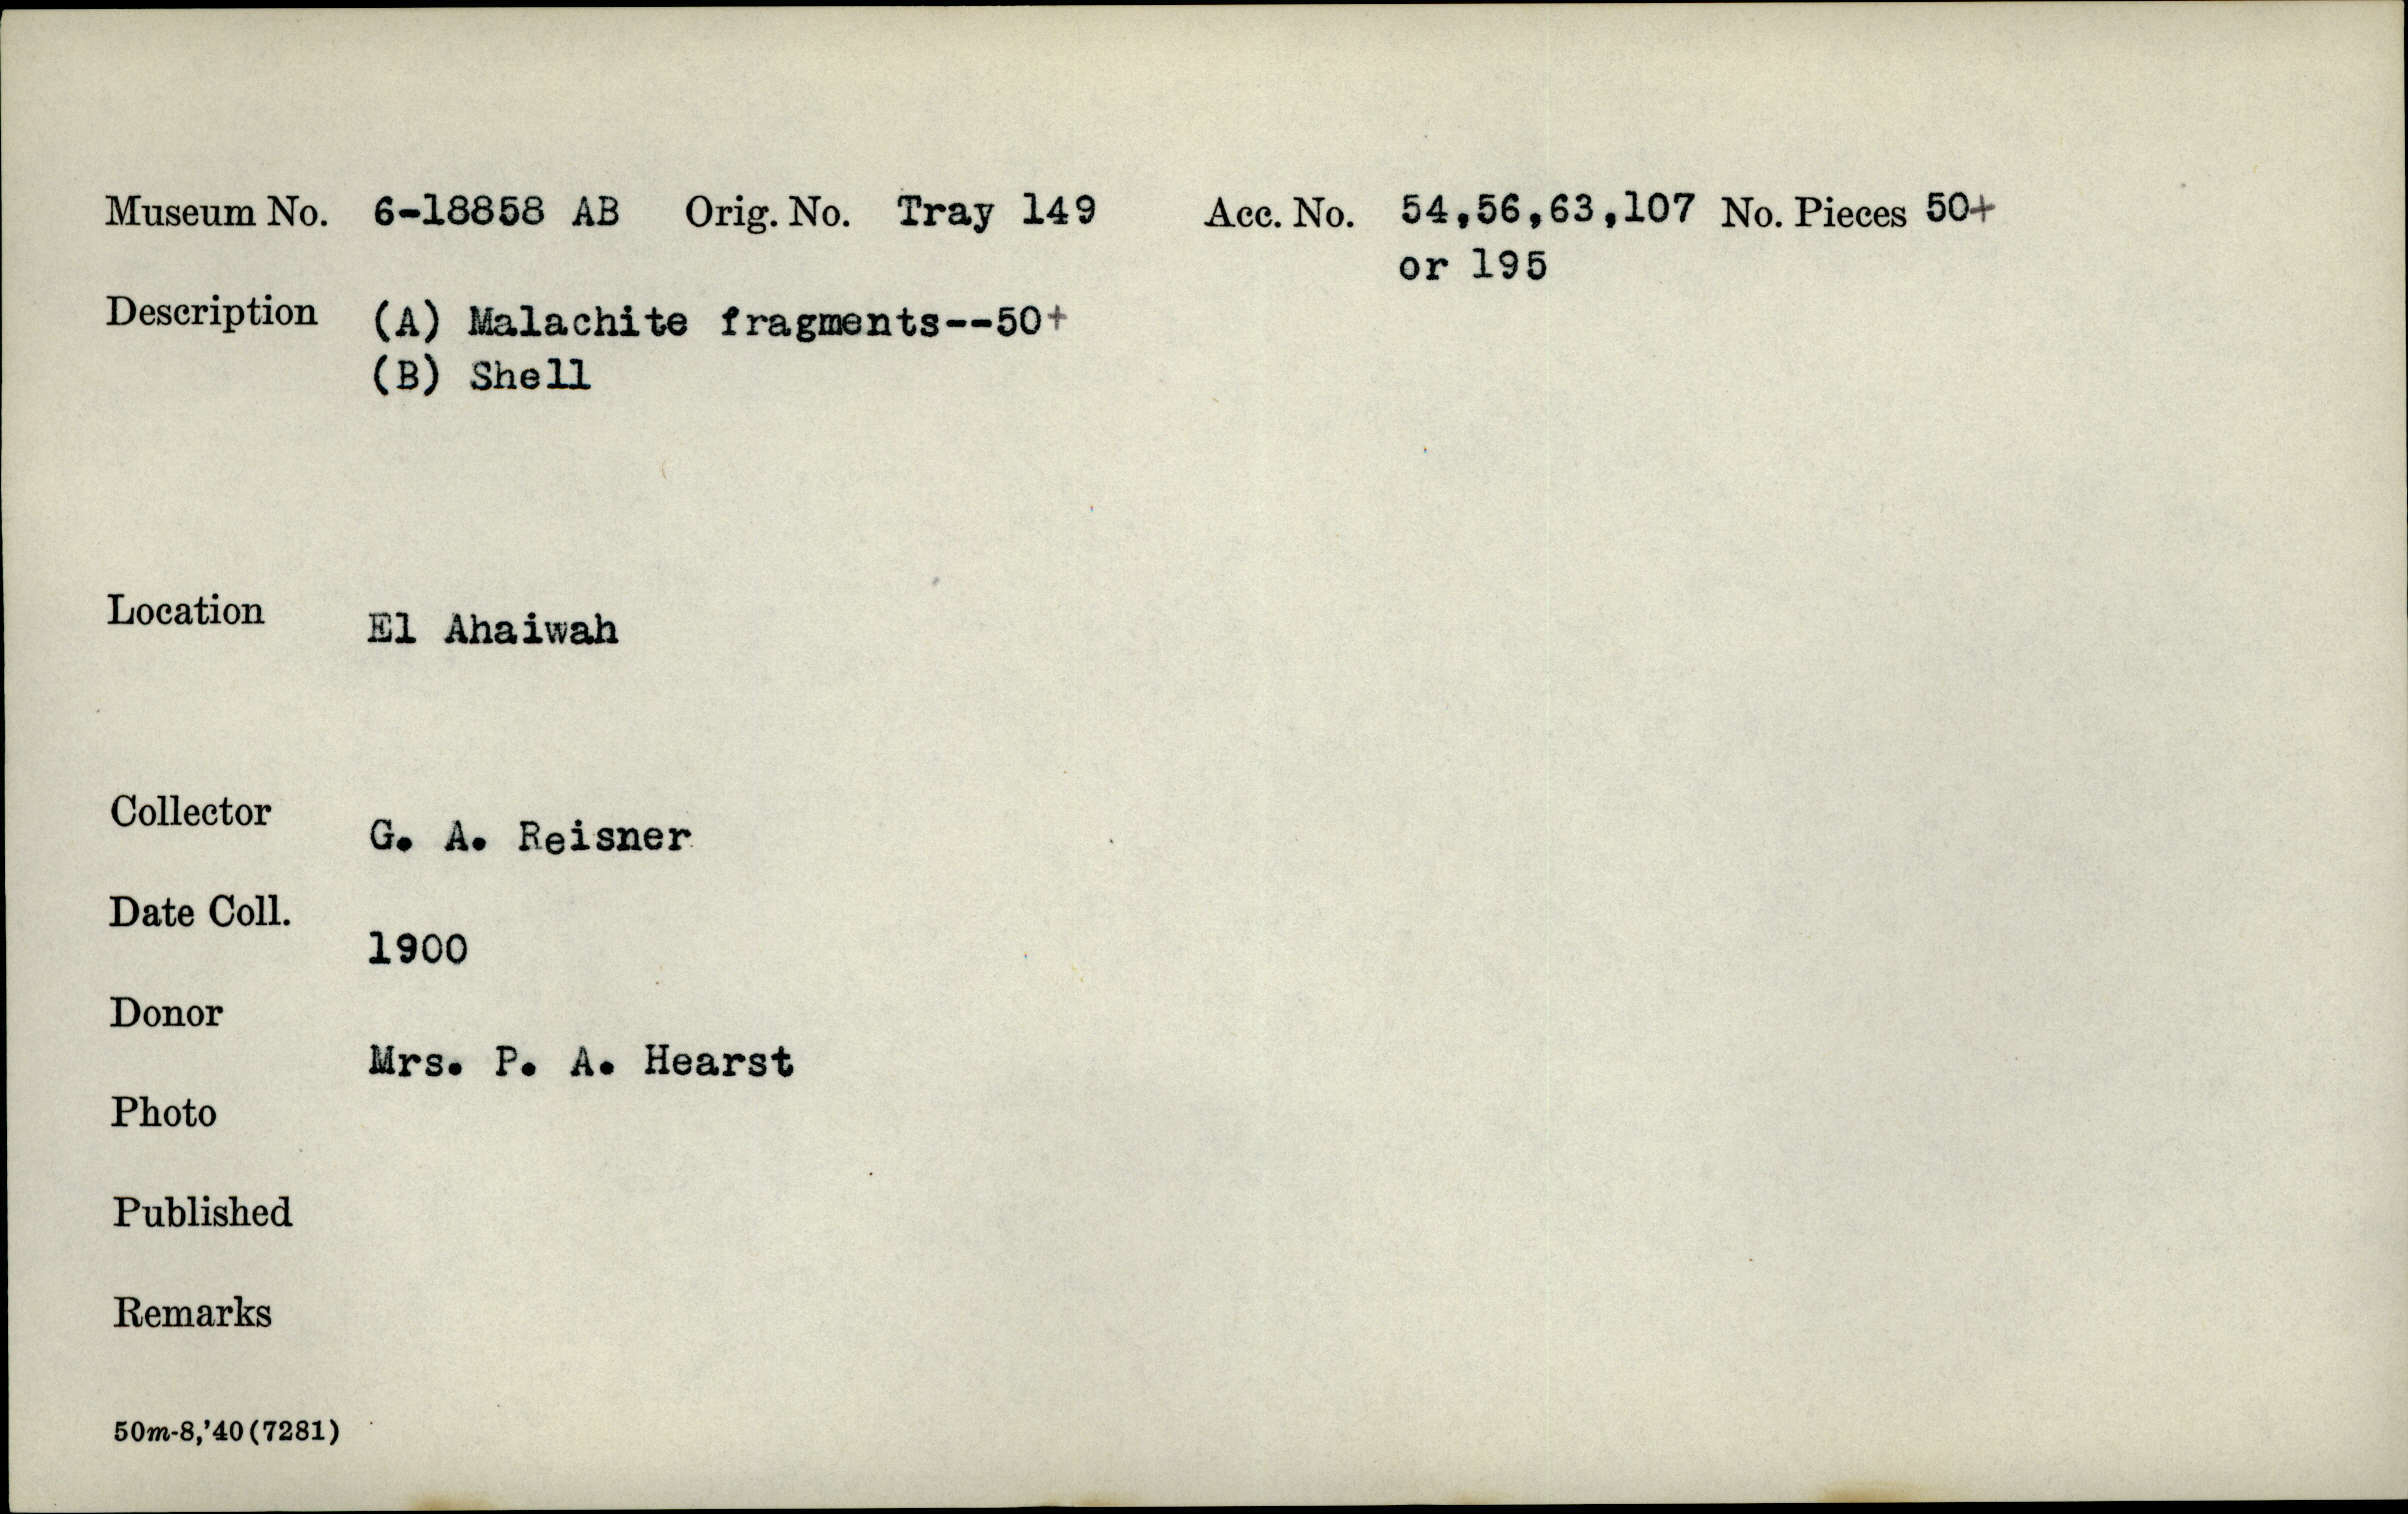 Museum No. 6-18858 AB Orig. No. Tray 149 Acc. No. 54,56,63,107 No. Pieces 50+
or 195
Description (A) Malachite fragments--50+
(B) Shell
Location El Ahaiwah
Collector G. A. Reisner
Date Coll. 1900
Donor Mrs. P. A. Hearst
Photo
Published
Remarks
50m-8,'40(7281)